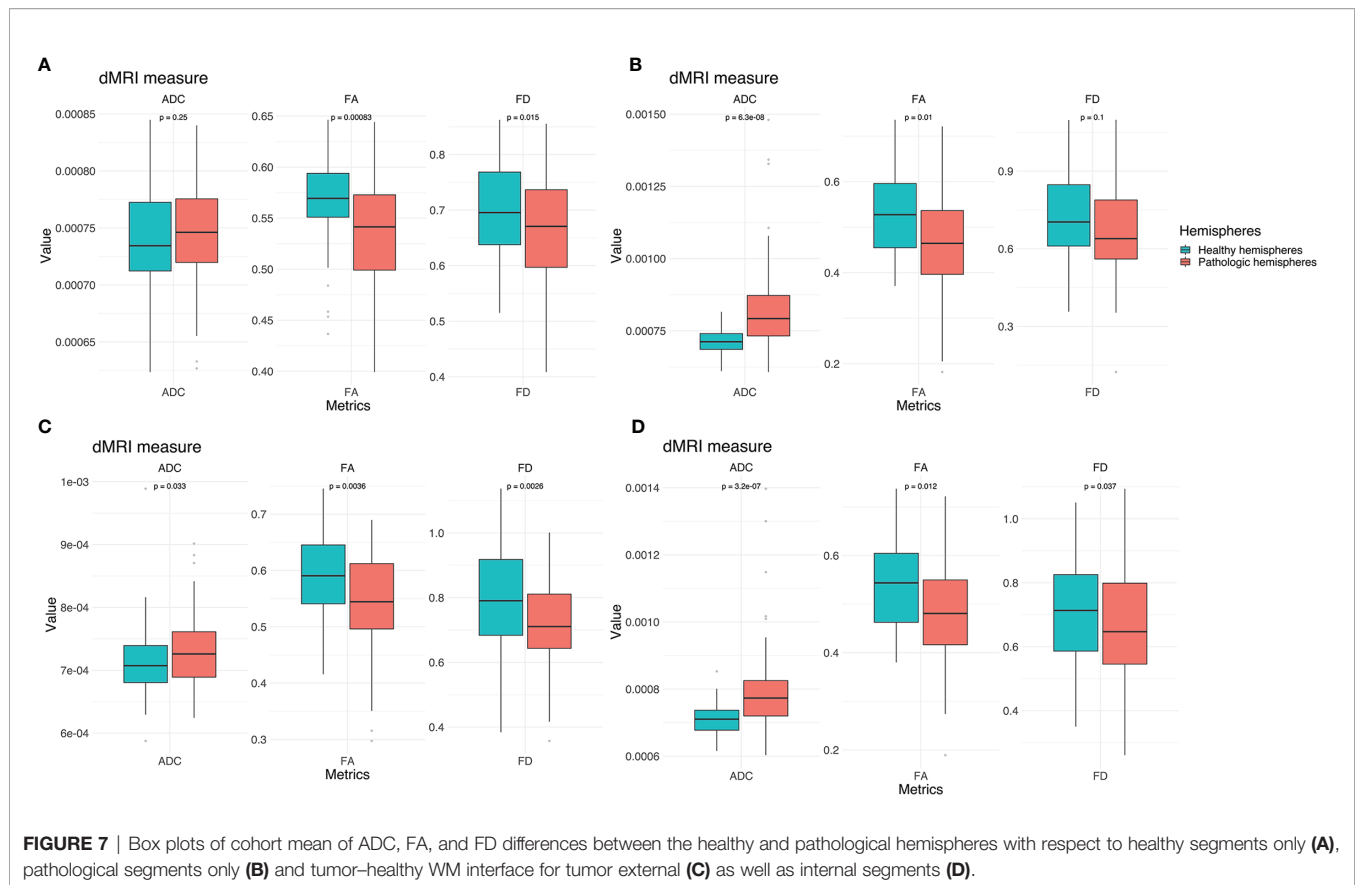 A
dMRI measure
ADC
FA
FD
p = 0.25
p = 0.00083
p = 0.015
0.00085
0.00080
0.00075
0.00070
0.00065
0.65
0.60
0.55
0.50
0.45
0.40
0.8
0.7
0.6
0.5
0.4
Value
ADC
FA
FD
Metrics
B
dMRI measure
ADC
FA
FD
p = 6.3e-08
p = 0.01
p = 0.1
0.00150
0.00125
0.00100
0.00075
0.6
0.4
0.2
0.9
0.6
0.3
Value
ADC
FA
FD
Metrics
Hemispheres
Healthy hemispheres
Pathologic hemispheres
C
dMRI measure
ADC
FA
FD
p = 0.033
p = 0.0036
p = 0.0026
1e-03
9e-04
8e-04
7e-04
6e-04
0.7
0.6
0.5
0.4
0.3
1.0
0.8
0.6
0.4
Value
ADC
FA
FD
Metrics
D
dMRI measure
ADC
FA
FD
p = 3.2e-07
p = 0.012
p = 0.037
0.0014
0.0012
0.0010
0.0008
0.0006
0.6
0.4
0.2
1.0
0.8
0.6
0.4
Value
ADC
FA
FD
Metrics
FIGURE 7 | Box plots of cohort mean of ADC, FA, and FD differences between the healthy and pathological hemispheres with respect to healthy segments only (A),
pathological segments only (B) and tumor–healthy WM interface for tumor external (C) as well as internal segments (D).